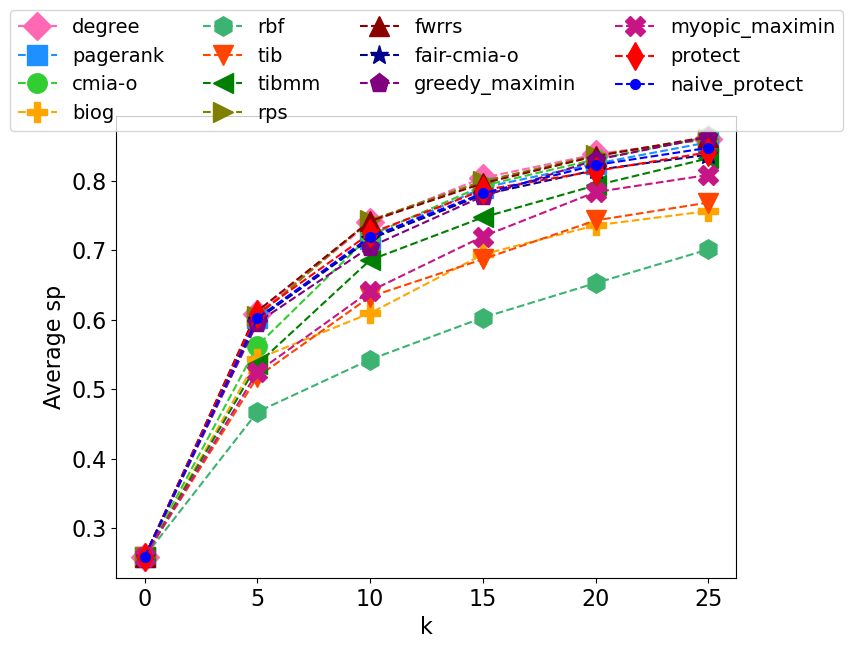 degree rbf fwrrs myopic_maximin
pagerank tib fair-cmia-o protect
cmia-o tibmm greedy_maximin naive_protect
biog rps
0.8
0.7
0.6
0.5
0.4
0.3
Average sp
0 5 10 15 20 25
k